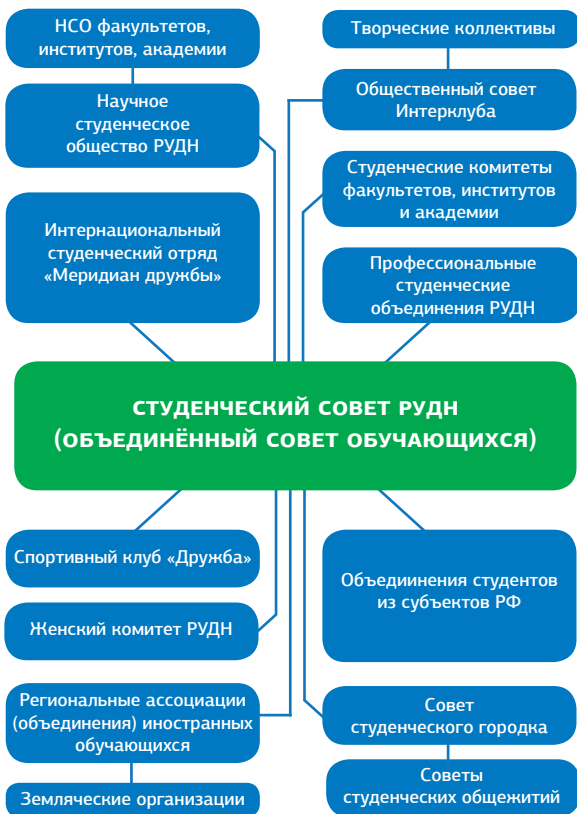 НСО факультетов,
институтов, академии
Творческие коллективы
Научное
студенческое
общество РУДН
Общественный совет
Интерклуба
Студенческие комитеты
факультетов, институтов
и академии
Интернациональный
студенческий отряд
«Меридиан дружбы»
Профессиональные
студенческие
объединения РУДН
СТУДЕНЧЕСКИЙ СОВЕТ РУДН
(ОБЪЕДИНЁННЫЙ СОВЕТ ОБУЧАЮЩИХСЯ)
Спортивный клуб «Дружба»
Объедиинения студентов
из субъектов РФ
Женский комитет РУДН
Региональные ассоциации
(объединения) иностранных
обучающихся
Совет
студенческого городка
Земляческие организации
Советы
студенческих общежитий